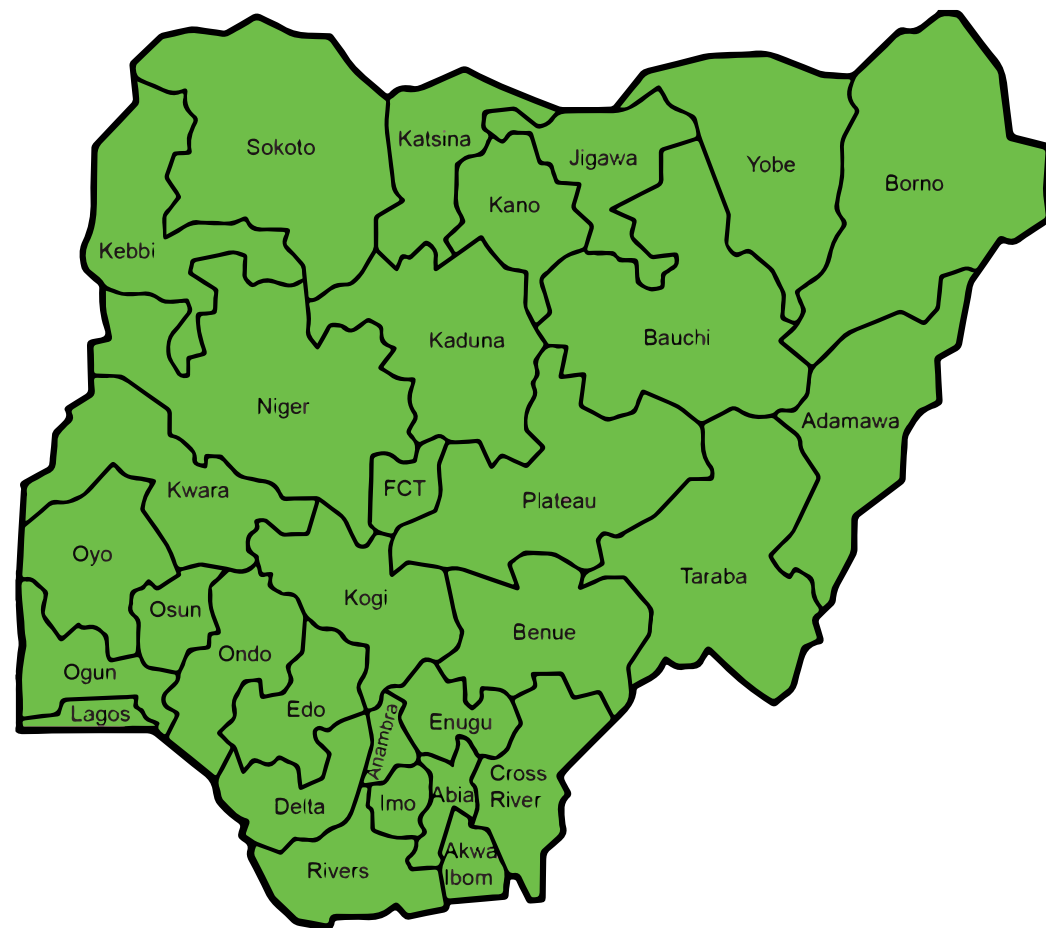 Sokoto
Katsina
Jigawa
Yobe
Borno
Kano
Kebbi
Kaduna
Bauchi
Niger
Adamawa
Kwara
FCT
Plateau
Oyo
Taraba
Osun
Kogi
Benue
Ondo
Ogun
Lagos
Edo
Anambra
Enugu
Cross
River
Delta
Imo
Abia
Rivers
Akwa
Ibom